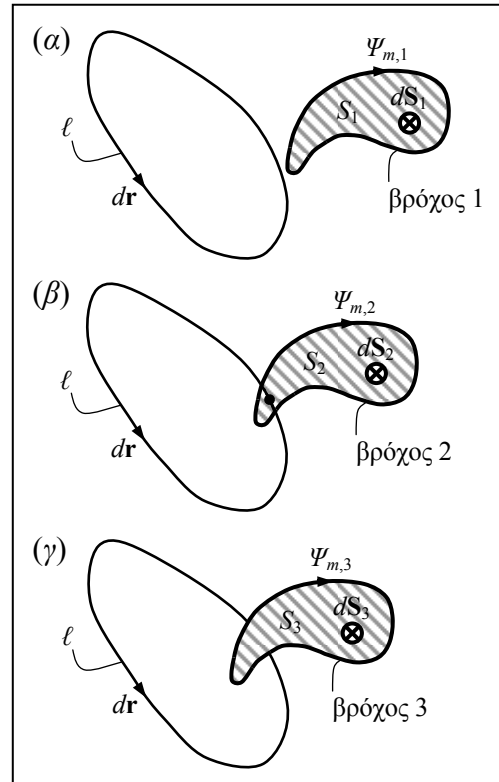 (α)
Ψm,1
dS1
S1
ℓ
dr
βρόχος 1
(β)
Ψm,2
dS2
S2
ℓ
dr
βρόχος 2
(γ)
Ψm,3
dS3
S3
ℓ
dr
βρόχος 3